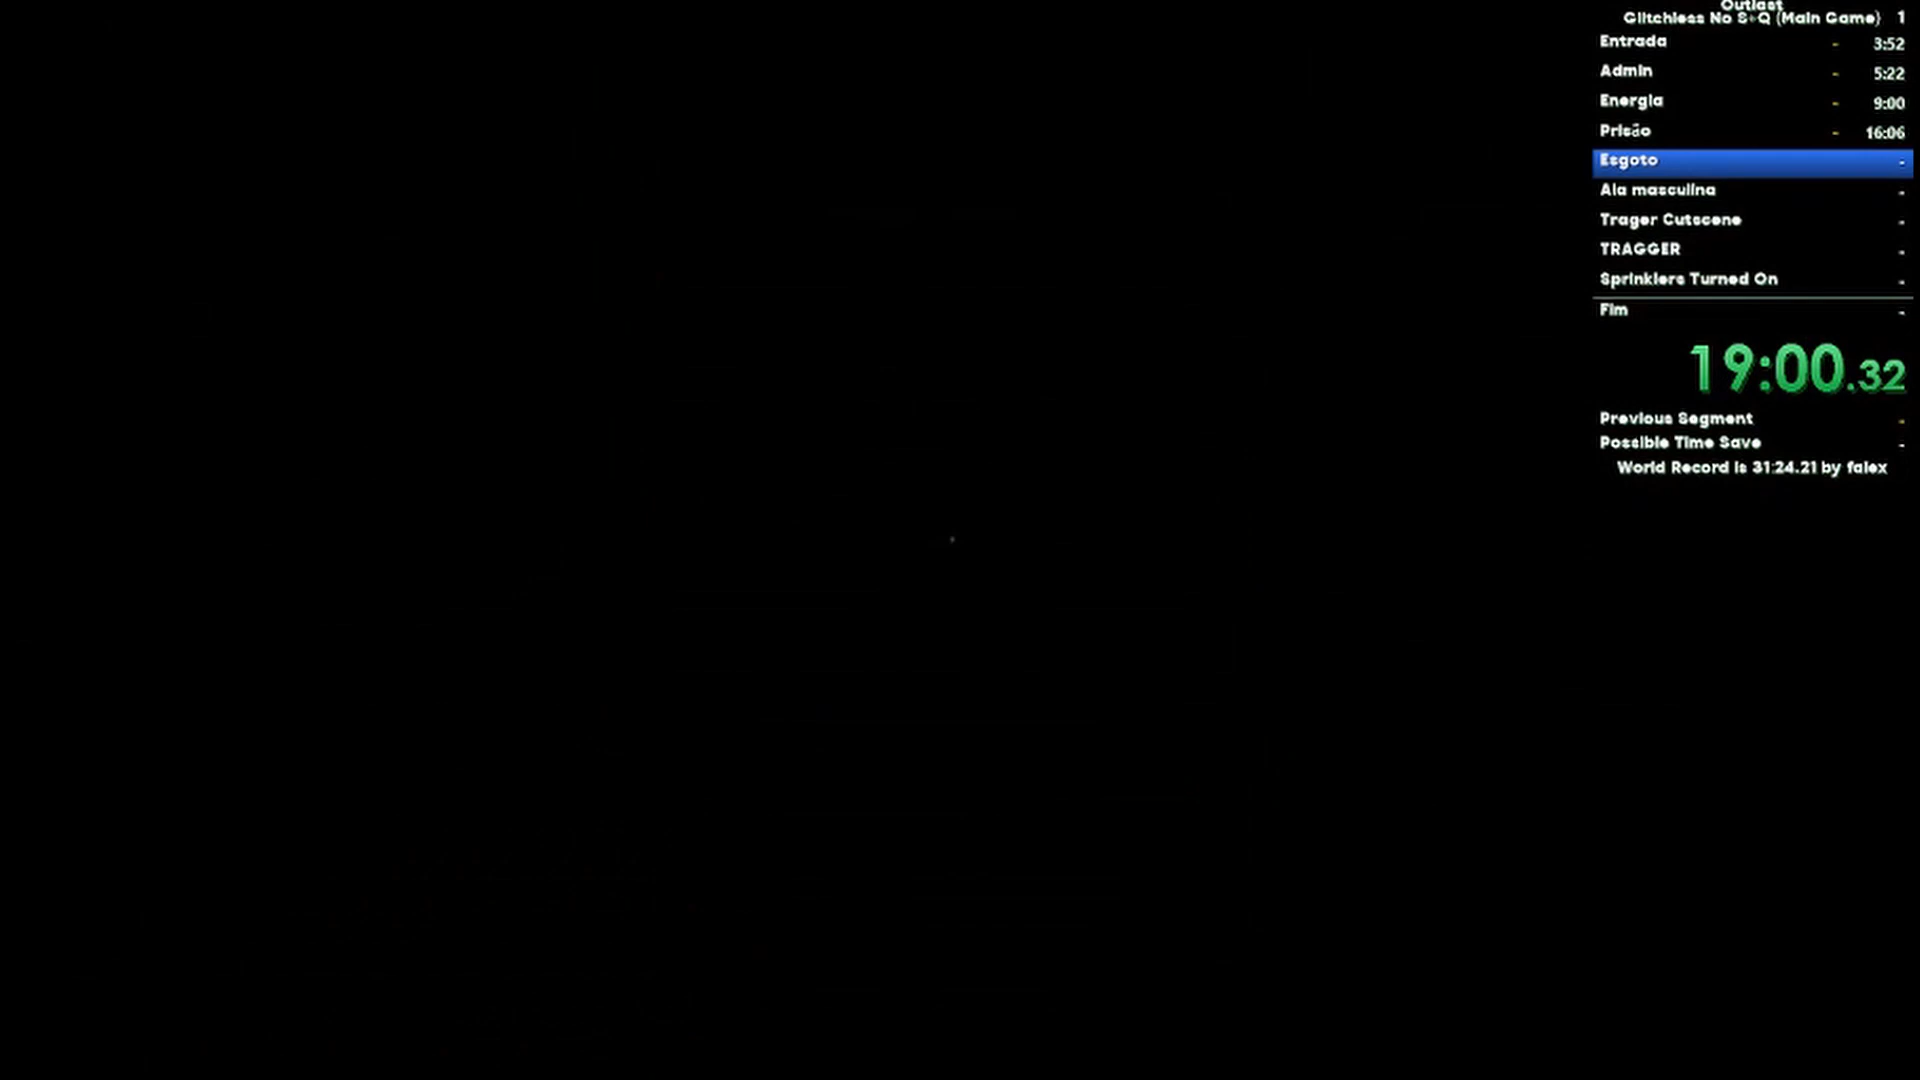 Outlast
Glitchless No S+Q (Main Game) 1
Entrada - 3:52
Admin - 5:22
Energia - 9:00
Prisão - 16:06
Esgoto -
Ala masculina -
Trager Cutscene -
TRAGGER -
Sprinklers Turned On -
Fim -
19:00.32
Previous Segment -
Possible Time Save -
World Record is 31:24.21 by falex